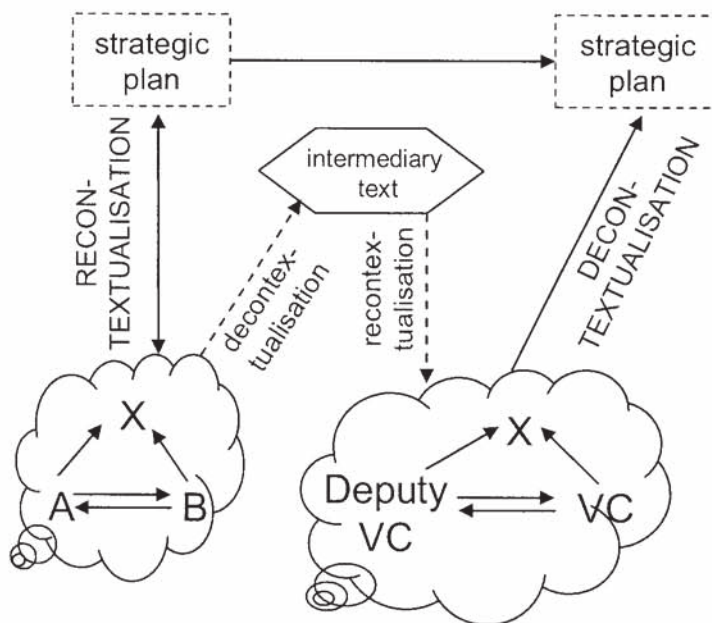 strategic
plan
strategic
plan
intermediary
text
RECON-
TEXTUALISATION
decontex-
tualisation
recontex-
tualisation
DECON-
TEXTUALISATION
X
A
B
X
Deputy
VC
VC